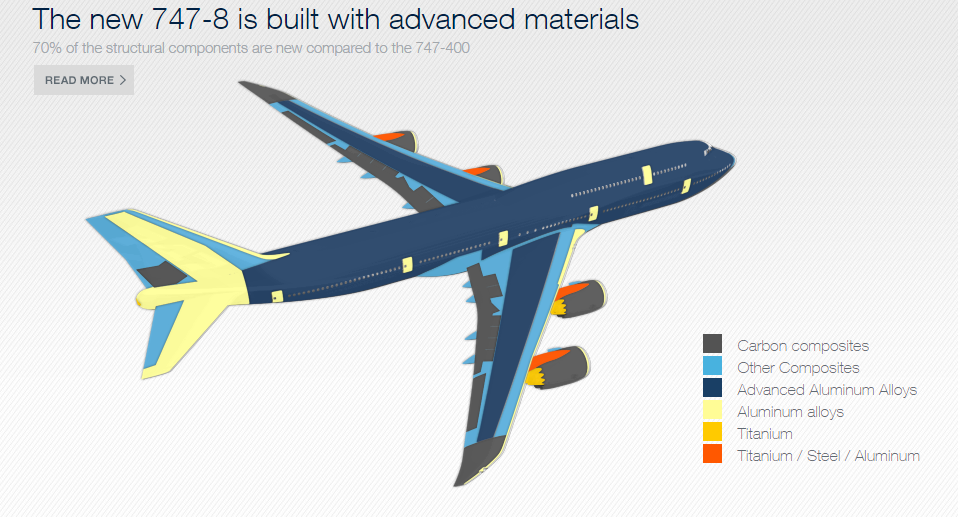 The new 747-8 is built with advanced materials
70% of the structural components are new compared to the 747-400
READ MORE >
Carbon composites
Other Composites
Advanced Aluminum Alloys
Aluminum alloys
Titanium
Titanium / Steel / Aluminum